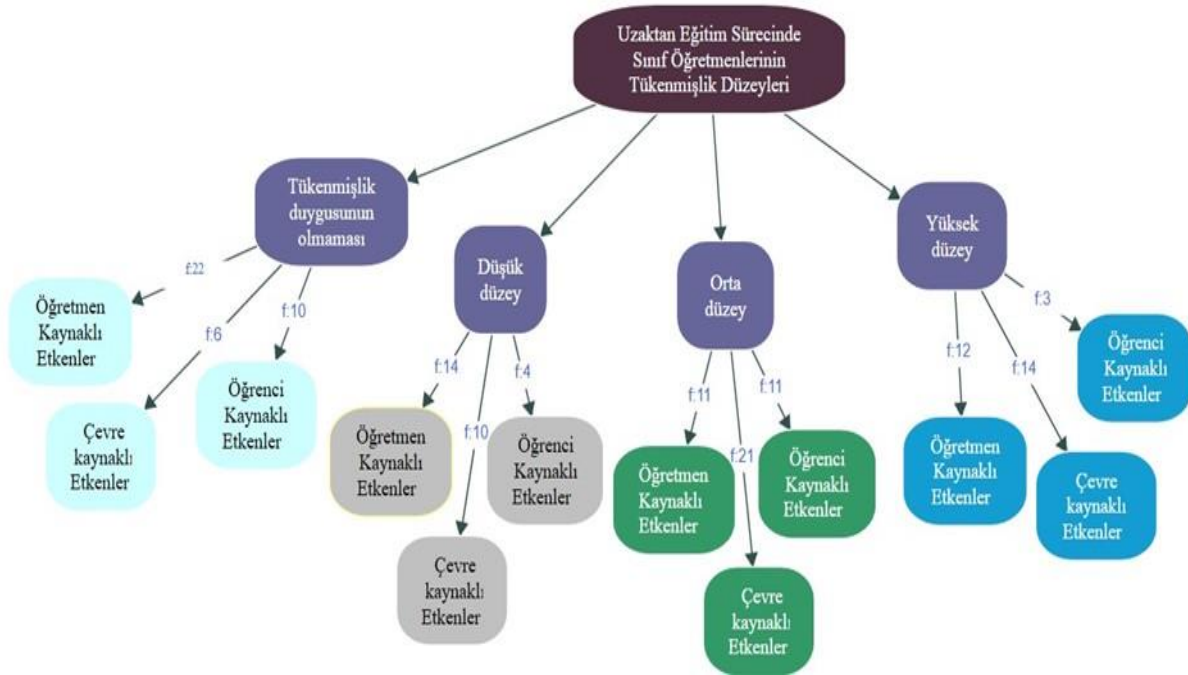 Uzaktan Eğitim Sürecinde
Sınıf Öğretmenlerinin
Tükenmişlik Düzeyleri
Tükenmişlik
duygusunun
olmaması
f:22
Öğretmen
Kaynaklı
Etkenler
f:6
Çevre
kaynaklı
Etkenler
f:10
Öğrenci
Kaynaklı
Etkenler
Düşük
düzey
f:14
Öğretmen
Kaynaklı
Etkenler
f:10
Çevre
kaynaklı
Etkenler
f:4
Öğrenci
Kaynaklı
Etkenler
Orta
düzey
f:11
Öğretmen
Kaynaklı
Etkenler
f:21
Çevre
kaynaklı
Etkenler
f:11
Öğrenci
Kaynaklı
Etkenler
Yüksek
düzey
f:12
Öğretmen
Kaynaklı
Etkenler
f:14
Çevre
kaynaklı
Etkenler
f:3
Öğrenci
Kaynaklı
Etkenler